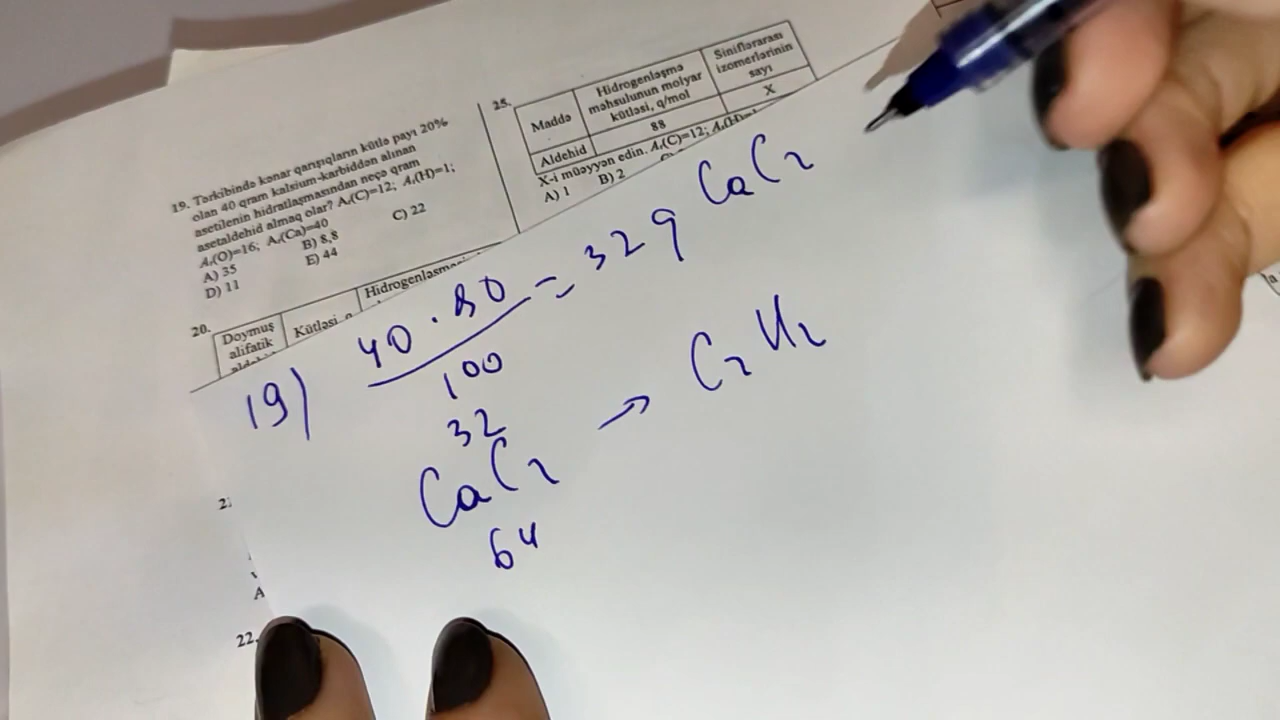 19. Tərkibində kənar qarışıqların kütlə payı 20%
olan 40 qram kalsium-karbiddən alınan
asetilenin hidratlaşmasından neçə qram
asetaldehid almaq olar? Aᵣ(C)=12; Aᵣ(H)=1;
Aᵣ(O)=16; Aᵣ(Ca)=40
A) 35 B) 8,8 C) 22
D) 11 E) 44
20.
Doymuş
alifatik
Kütləsi
25.
Maddə
Hidrogenləşmə
məhsulunun molyar
kütləsi, q/mol
Siniflərarası
izomerlərinin
sayı
Aldehid 88 X
X-i müəyyən edin. Aᵣ(C)=12;
A) 1 B) 2
22.
19) 40 · 80 / 100 = 32 q CaC₂
32
CaC₂ → C₂H₂
64